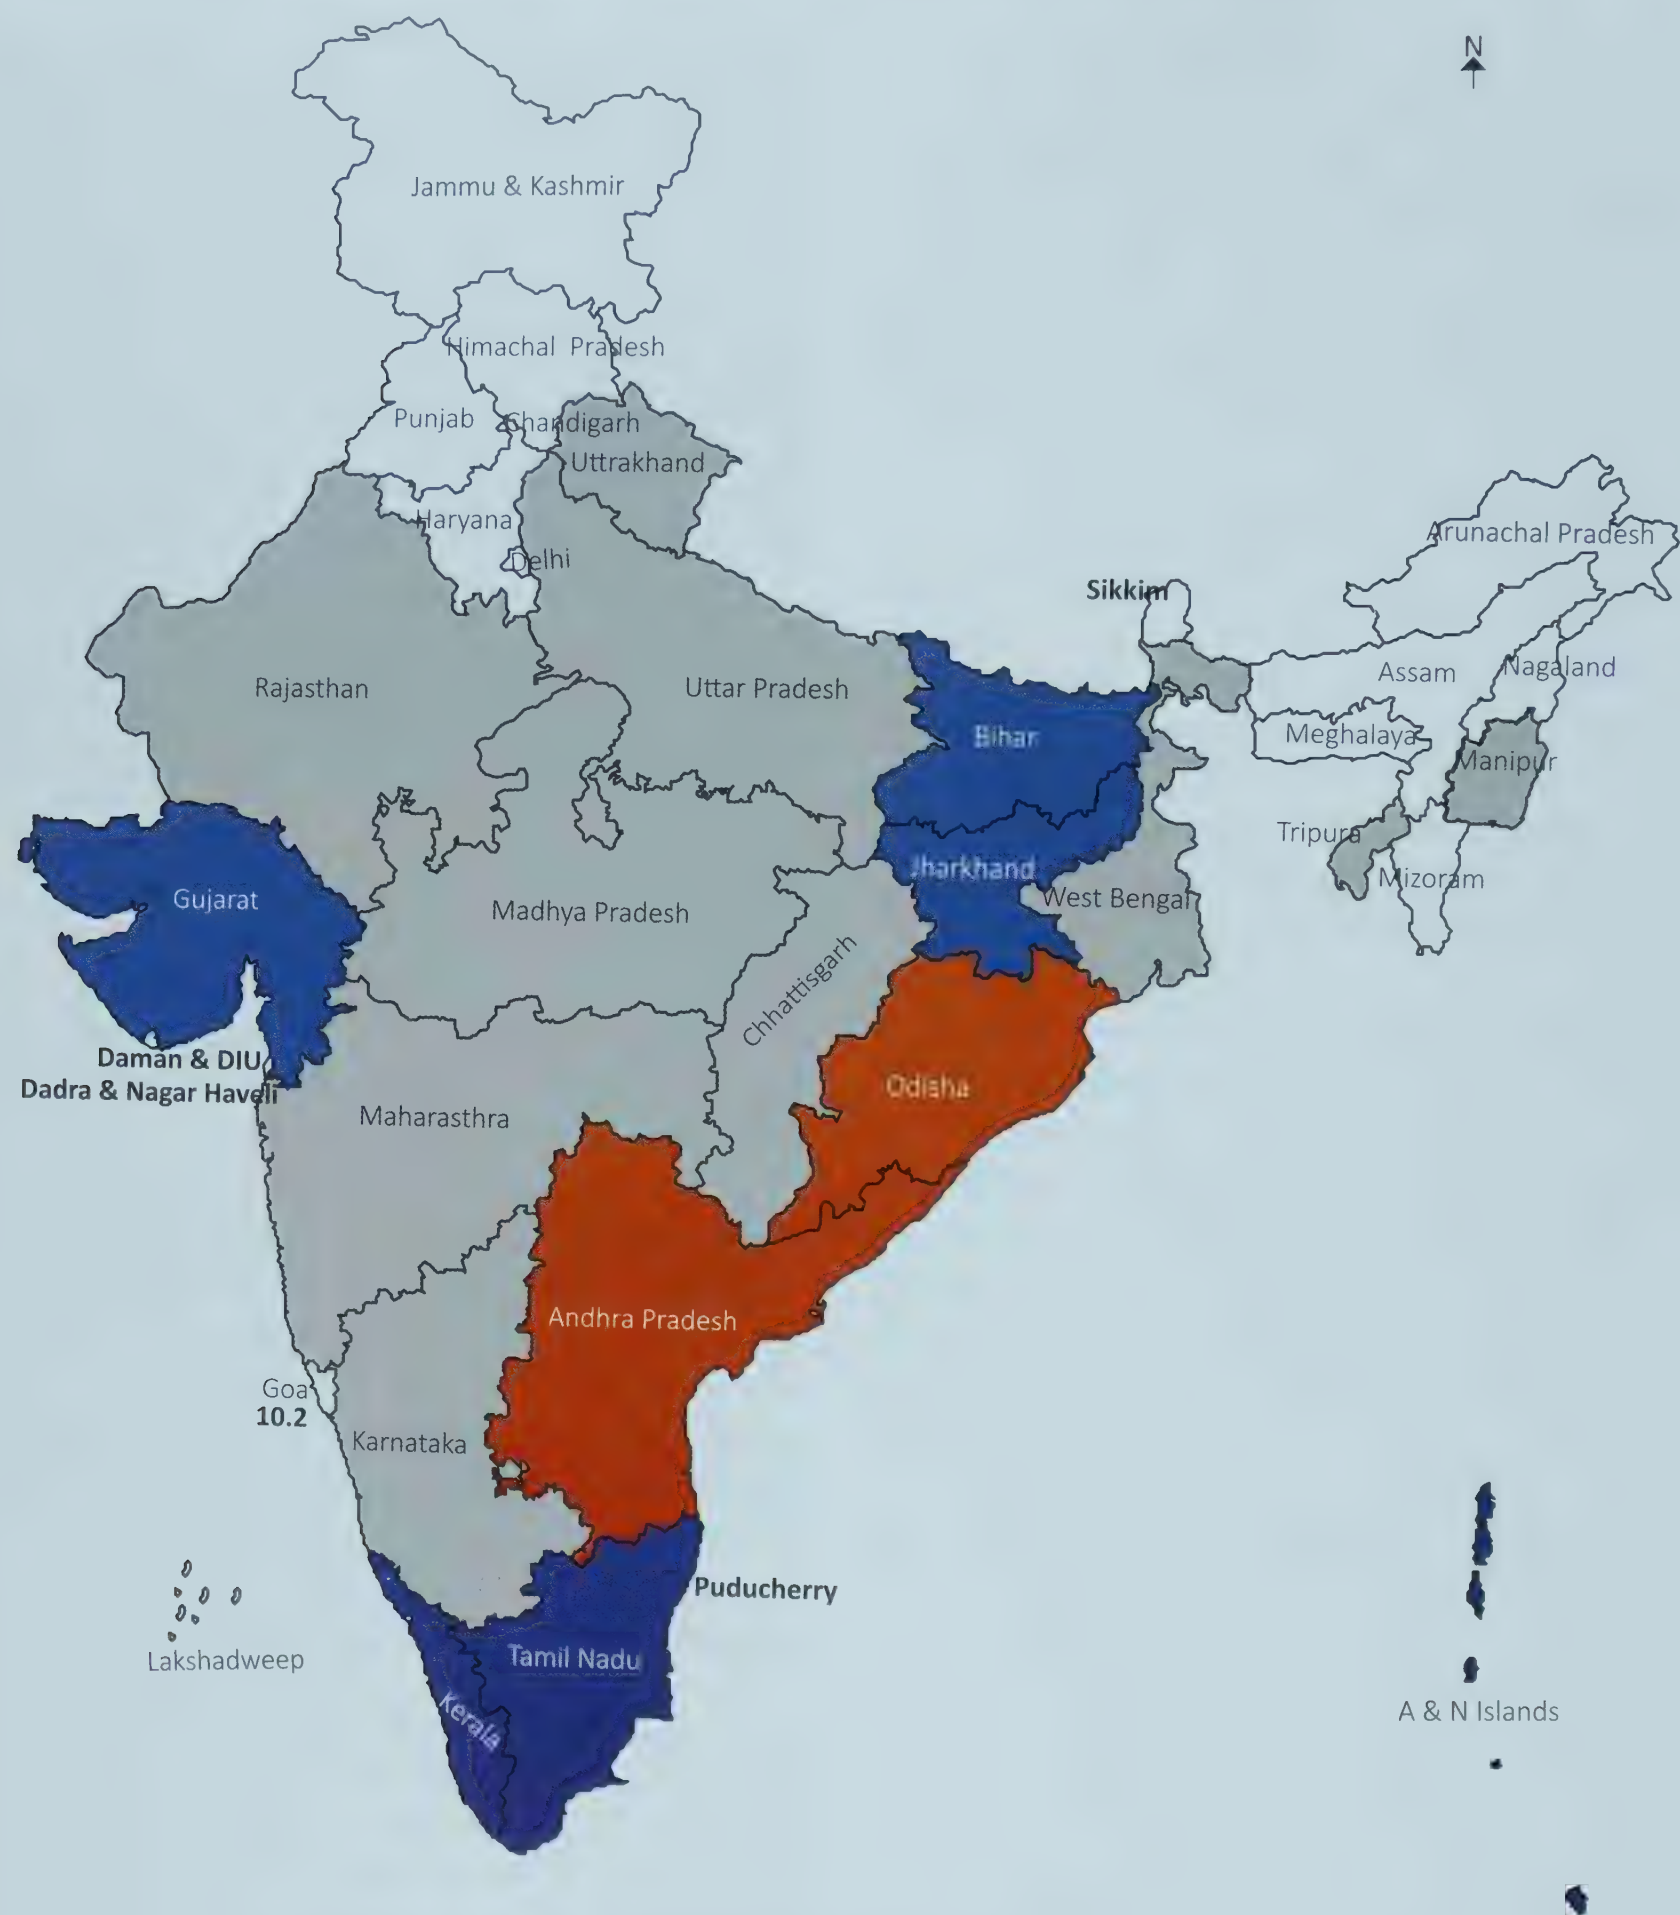 N
Jammu & Kashmir
Himachal Pradesh
Punjab
Chandigarh
Uttrakhand
Haryana
Delhi
Arunachal Pradesh
Sikkim
Rajasthan
Uttar Pradesh
Assam
Nagaland
Bihar
Meghalaya
Manipur
Tripura
Jharkhand
Mizoram
Gujarat
West Bengal
Madhya Pradesh
Chhattisgarh
Daman & DIU
Dadra & Nagar Haveli
Odisha
Maharasthra
Andhra Pradesh
Goa
10.2
Karnataka
Puducherry
Tamil Nadu
Lakshadweep
Kerala
A & N Islands